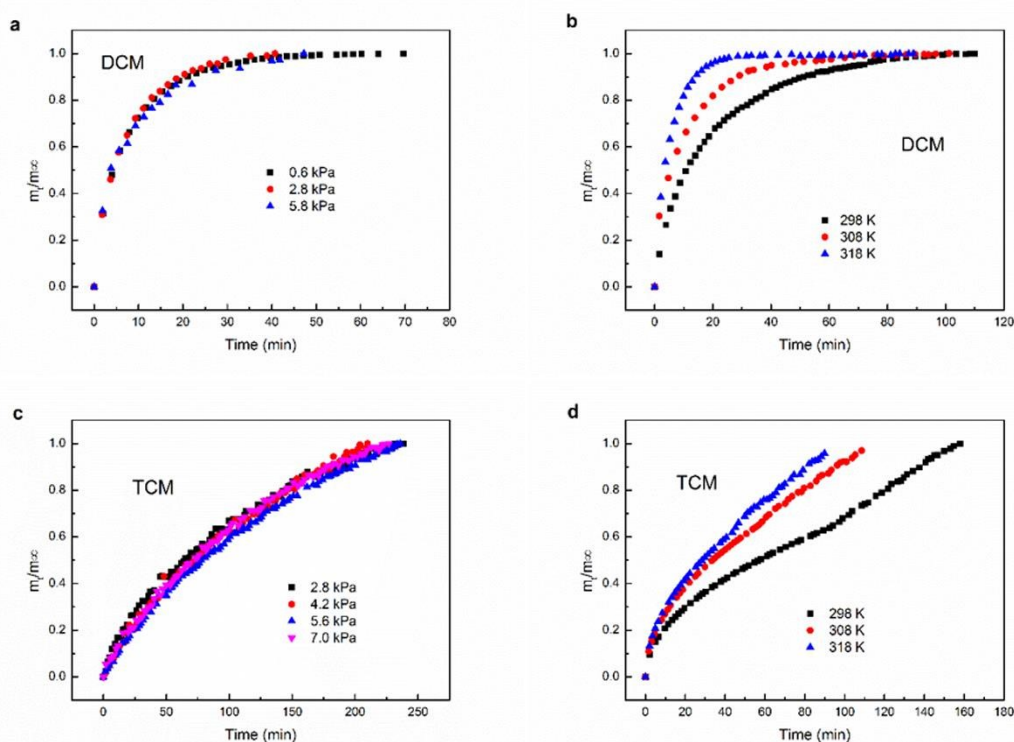 a
DCM
mt/m∞
1.0
0.8
0.6
0.4
0.2
0.0
0.6 kPa
2.8 kPa
5.8 kPa
0 10 20 30 40 50 60 70 80
Time (min)
b
DCM
mt/m∞
1.0
0.8
0.6
0.4
0.2
0.0
298 K
308 K
318 K
0 20 40 60 80 100 120
Time (min)
c
TCM
mt/m∞
1.0
0.8
0.6
0.4
0.2
0.0
2.8 kPa
4.2 kPa
5.6 kPa
7.0 kPa
0 50 100 150 200 250
Time (min)
d
TCM
mt/m∞
1.0
0.8
0.6
0.4
0.2
0.0
298 K
308 K
318 K
0 20 40 60 80 100 120 140 160 180
Time (min)